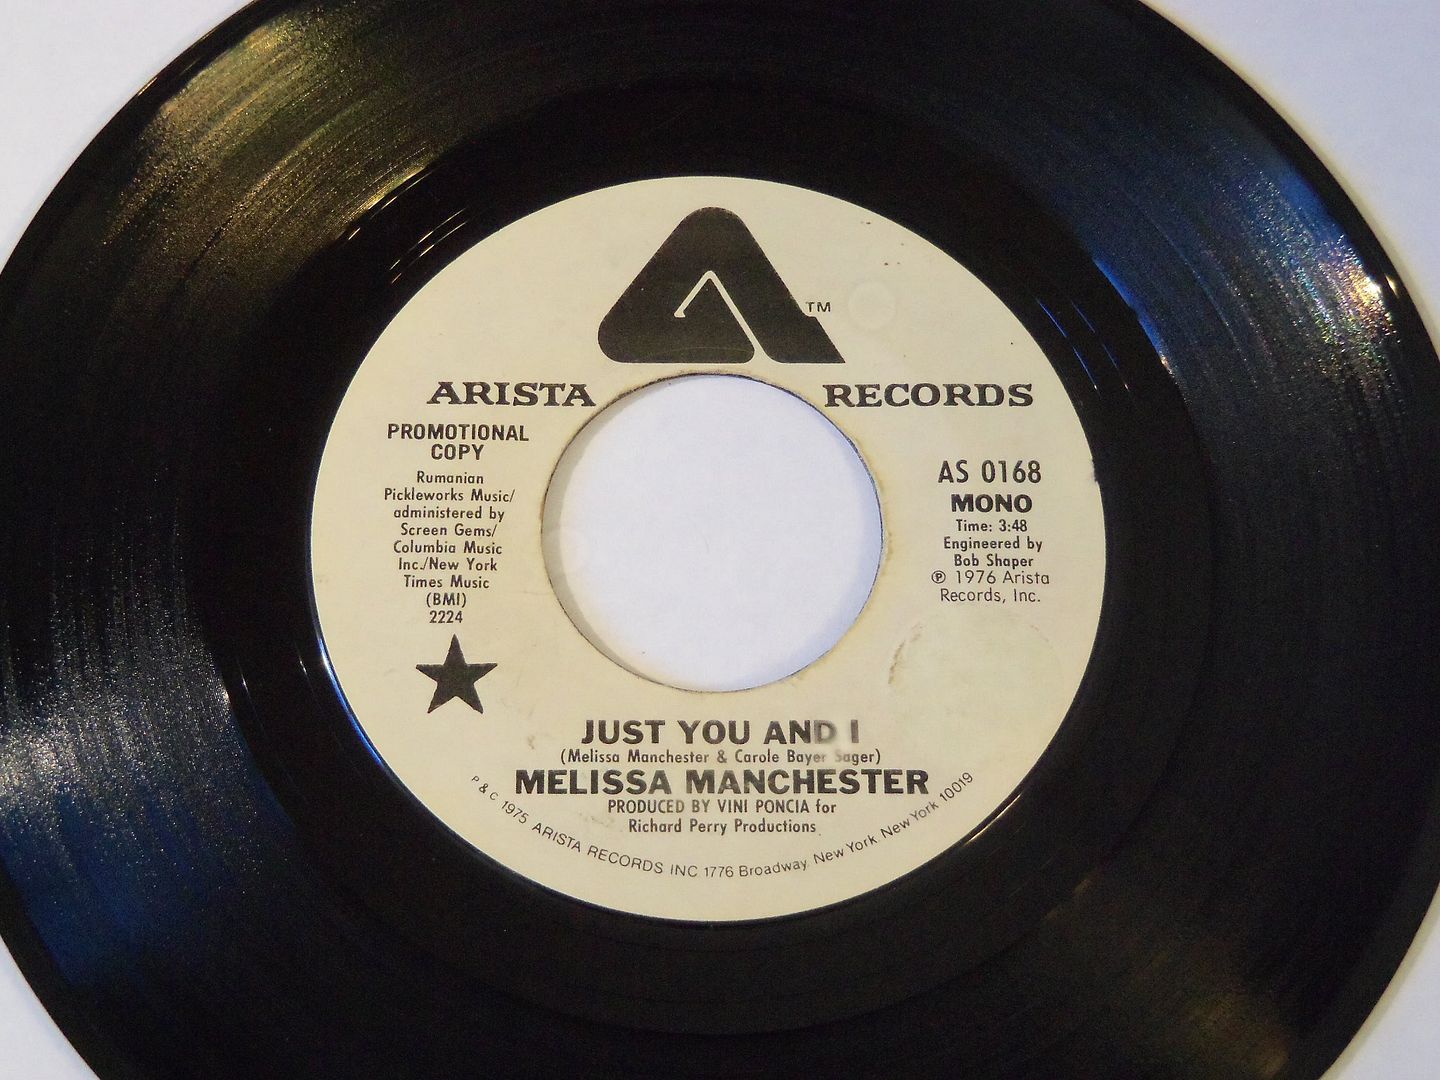 TM
ARISTA RECORDS
PROMOTIONAL
COPY
Rumanian
Pickleworks Music/
administered by
Screen Gems/
Columbia Music
Inc./New York
Times Music
(BMI)
2224
AS 0168
MONO
Time: 3:48
Engineered by
Bob Shaper
℗ 1976 Arista
Records, Inc.
JUST YOU AND I
(Melissa Manchester & Carole Bayer Sager)
MELISSA MANCHESTER
PRODUCED BY VINI PONCIA for
Richard Perry Productions
P & C 1975 ARISTA RECORDS INC 1776 Broadway, New York, New York 10019